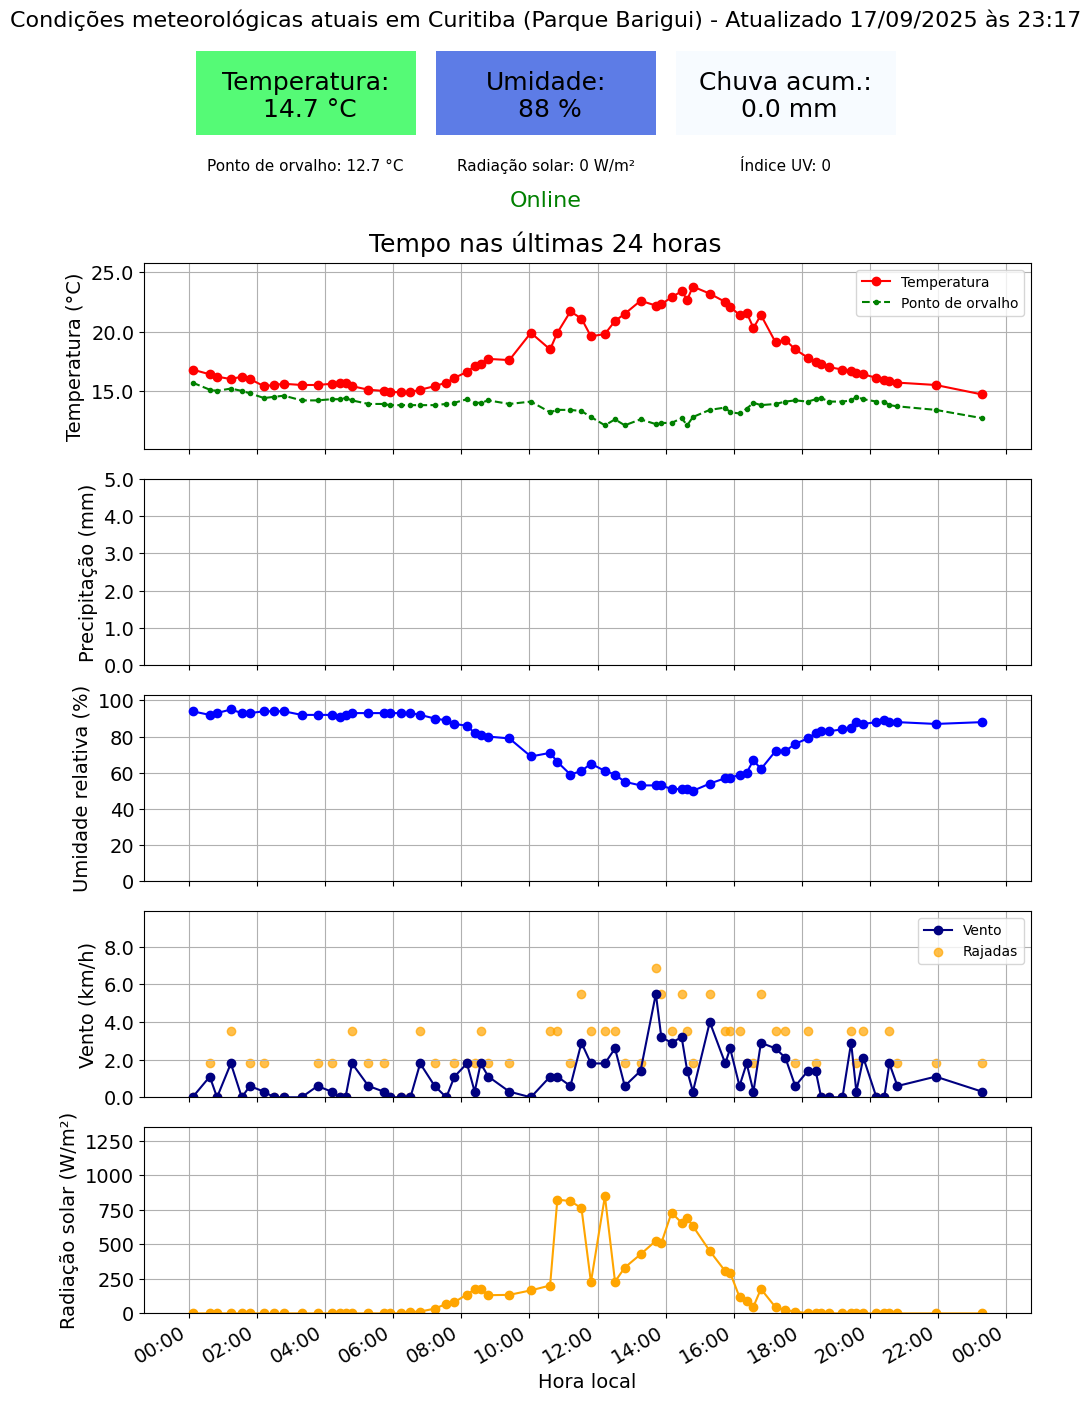 Condições meteorológicas atuais em Curitiba (Parque Barigui) - Atualizado 17/09/2025 às 23:17
Temperatura:
14.7 °C
Umidade:
88 %
Chuva acum.:
0.0 mm
Ponto de orvalho: 12.7 °C
Radiação solar: 0 W/m²
Índice UV: 0
Online
Tempo nas últimas 24 horas
Temperatura (°C)
25.0
20.0
15.0
Temperatura
Ponto de orvalho
Precipitação (mm)
5.0
4.0
3.0
2.0
1.0
0.0
Umidade relativa (%)
100
80
60
40
20
0
Vento (km/h)
8.0
6.0
4.0
2.0
0.0
Vento
Rajadas
Radiação solar (W/m²)
1250
1000
750
500
250
0
00:00 02:00 04:00 06:00 08:00 10:00 12:00 14:00 16:00 18:00 20:00 22:00 00:00
Hora local